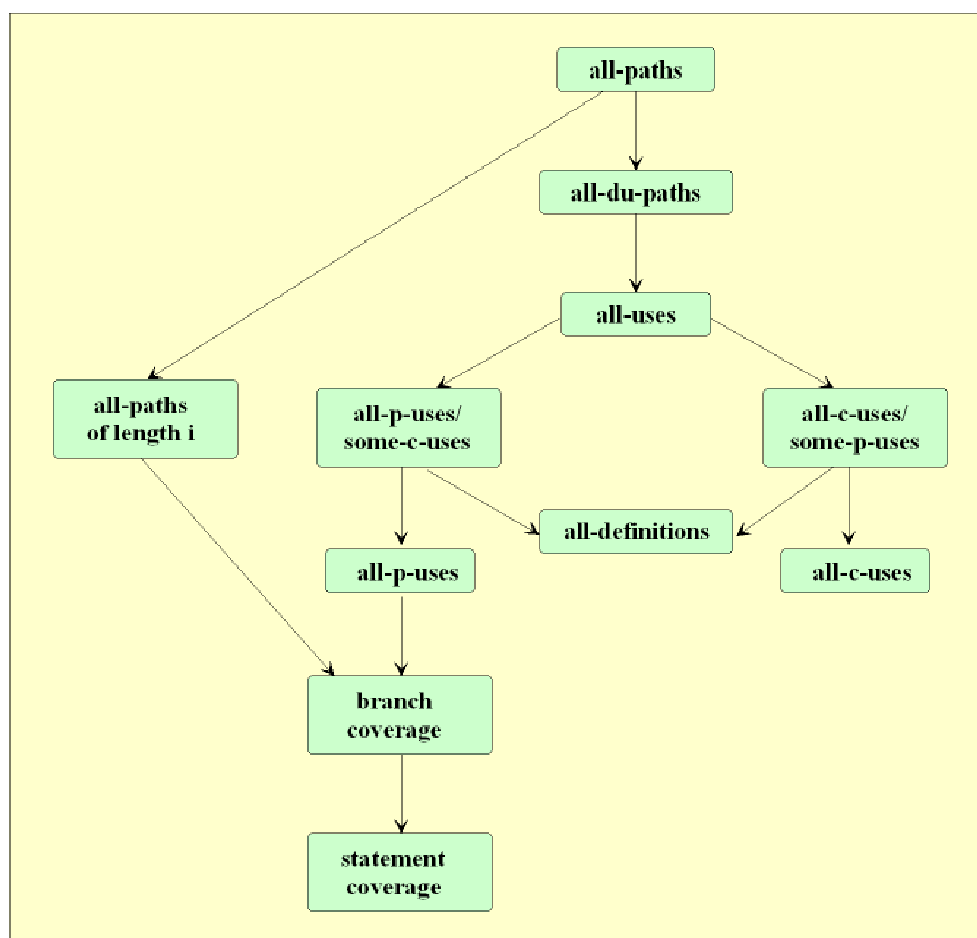 all-paths
all-du-paths
all-uses
all-paths
of length i
all-p-uses/
some-c-uses
all-c-uses/
some-p-uses
all-definitions
all-p-uses
all-c-uses
branch
coverage
statement
coverage